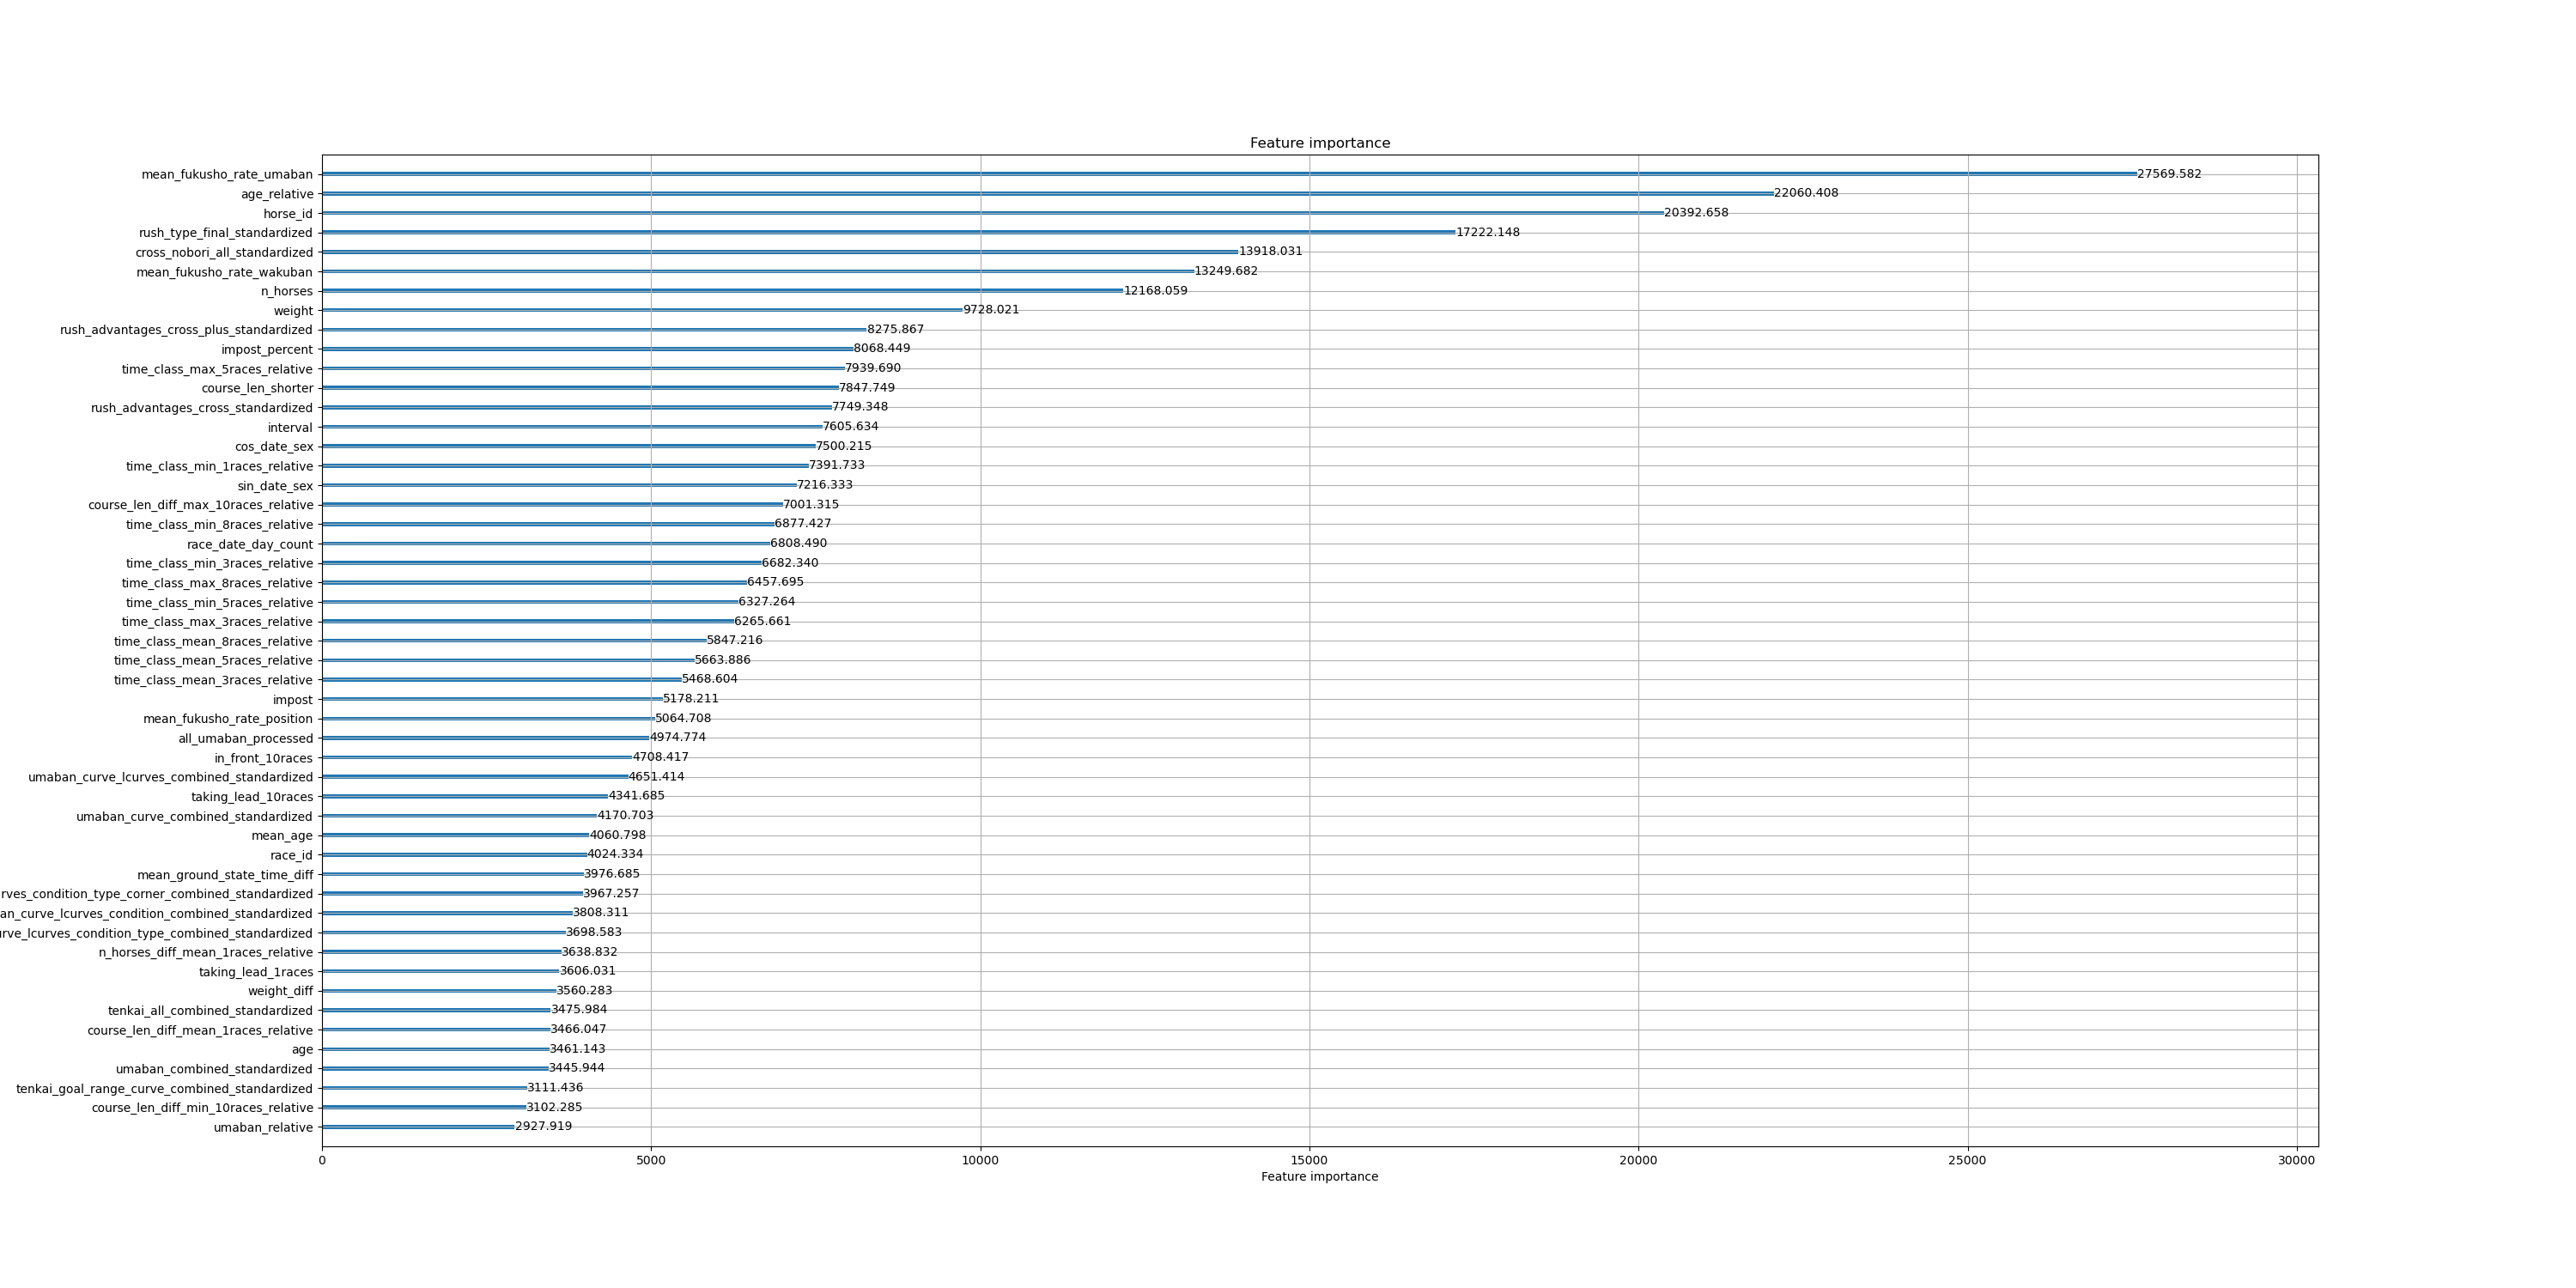 Feature importance
mean_fukusho_rate_umaban 27569.582
age_relative 22060.408
horse_id 20392.658
rush_type_final_standardized 17222.148
cross_nobori_all_standardized 13918.031
mean_fukusho_rate_wakuban 13249.682
n_horses 12168.059
weight 9728.021
rush_advantages_cross_plus_standardized 8275.867
impost_percent 8068.449
time_class_max_5races_relative 7939.690
course_len_shorter 7847.749
rush_advantages_cross_standardized 7749.348
interval 7605.634
cos_date_sex 7500.215
time_class_min_1races_relative 7391.733
sin_date_sex 7216.333
course_len_diff_max_10races_relative 7001.315
time_class_min_8races_relative 6877.427
race_date_day_count 6808.490
time_class_min_3races_relative 6682.340
time_class_max_8races_relative 6457.695
time_class_min_5races_relative 6327.264
time_class_max_3races_relative 6265.661
time_class_mean_8races_relative 5847.216
time_class_mean_5races_relative 5663.886
time_class_mean_3races_relative 5468.604
impost 5178.211
mean_fukusho_rate_position 5064.708
all_umaban_processed 4974.774
in_front_10races 4708.417
umaban_curve_lcurves_combined_standardized 4651.414
taking_lead_10races 4341.685
umaban_curve_combined_standardized 4170.703
mean_age 4060.798
race_id 4024.334
mean_ground_state_time_diff 3976.685
rves_condition_type_corner_combined_standardized 3967.257
an_curve_lcurves_condition_combined_standardized 3808.311
rve_lcurves_condition_type_combined_standardized 3698.583
n_horses_diff_mean_1races_relative 3638.832
taking_lead_1races 3606.031
weight_diff 3560.283
tenkai_all_combined_standardized 3475.984
course_len_diff_mean_1races_relative 3466.047
age 3461.143
umaban_combined_standardized 3445.944
tenkai_goal_range_curve_combined_standardized 3111.436
course_len_diff_min_10races_relative 3102.285
umaban_relative 2927.919
0 5000 10000 15000 20000 25000 30000
Feature importance